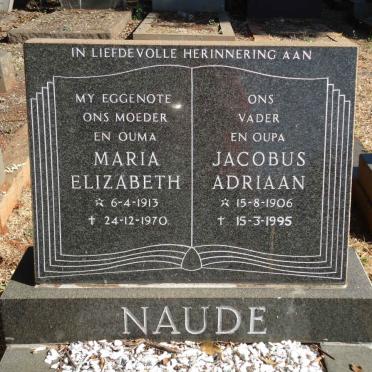 IN LIEFDEVOLLE HERINNERING AAN
MY EGGENOTE
ONS MOEDER
EN OUMA
MARIA
ELIZABETH
☆ 6-4-1913
✝ 24-12-1970
ONS
VADER
EN OUPA
JACOBUS
ADRIAAN
☆ 15-8-1906
✝ 15-3-1995
NAUDE